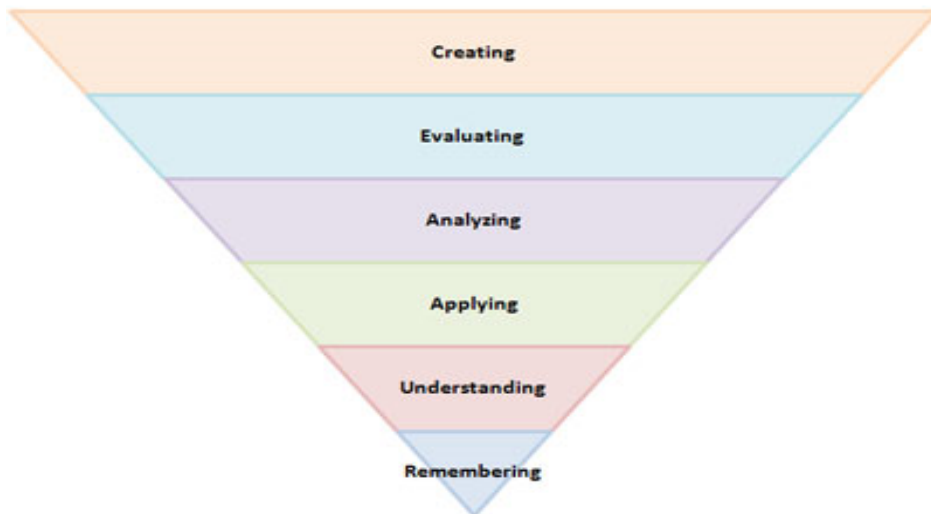 Creating
Evaluating
Analyzing
Applying
Understanding
Remembering